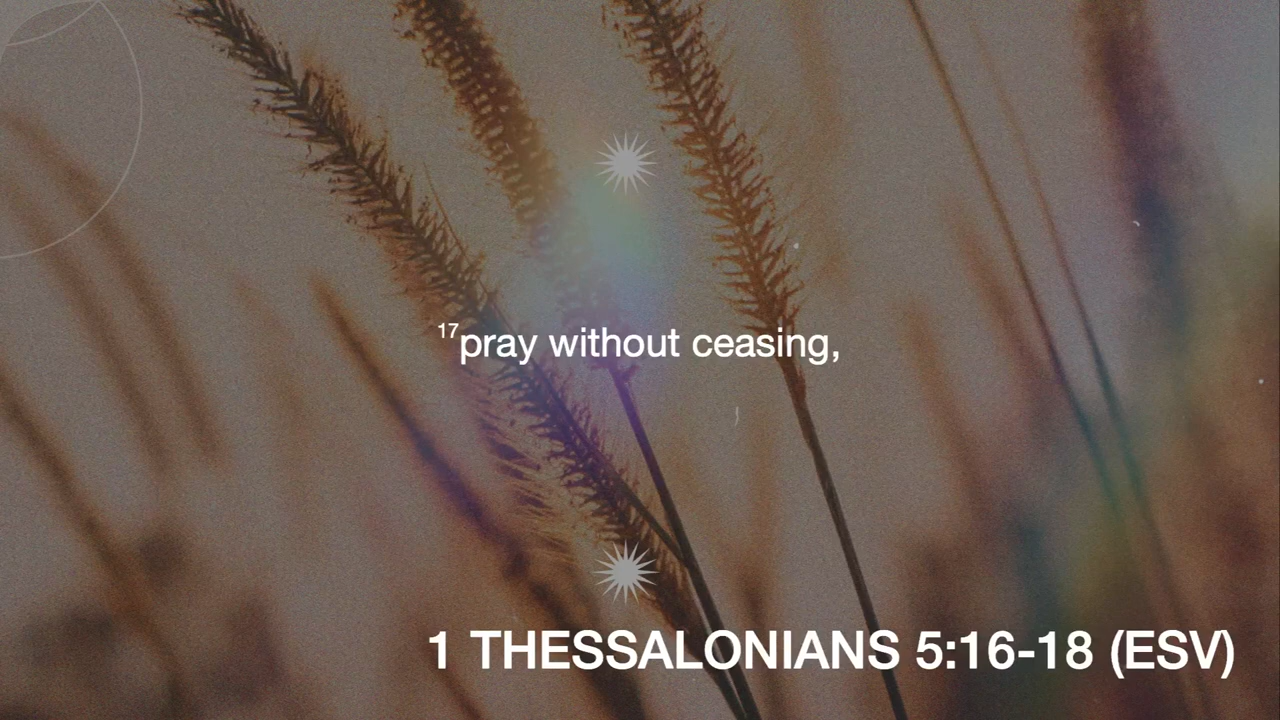 17pray without ceasing,
1 THESSALONIANS 5:16-18 (ESV)